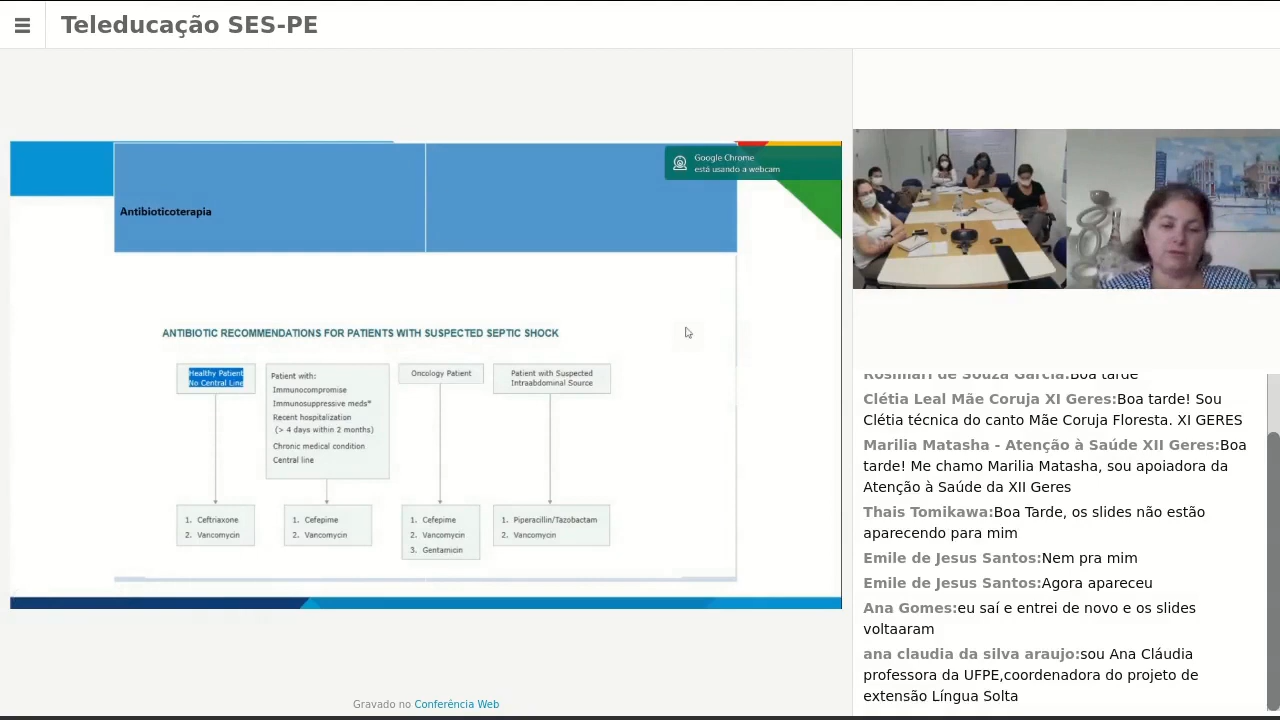 Teleducação SES-PE
Google Chrome
está usando a webcam
Antibioticoterapia
ANTIBIOTIC RECOMMENDATIONS FOR PATIENTS WITH SUSPECTED SEPTIC SHOCK
Healthy Patient
No Central Line
Patient with:
Immunocompromise
Immunosuppressive meds*
Recent hospitalization
(> 4 days within 2 months)
Chronic medical condition
Central line
Oncology Patient
Patient with Suspected
Intraabdominal Source
1. Ceftriaxone
2. Vancomycin
1. Cefepime
2. Vancomycin
1. Cefepime
2. Vancomycin
3. Gentamicin
1. Piperacillin/Tazobactam
2. Vancomycin
Rosimari de Souza Garcia:Boa tarde
Clétia Leal Mãe Coruja XI Geres:Boa tarde! Sou
Clétia técnica do canto Mãe Coruja Floresta. XI GERES
Marilia Matasha - Atenção à Saúde XII Geres:Boa
tarde! Me chamo Marilia Matasha, sou apoiadora da
Atenção à Saúde da XII Geres
Thais Tomikawa:Boa Tarde, os slides não estão
aparecendo para mim
Emile de Jesus Santos:Nem pra mim
Emile de Jesus Santos:Agora apareceu
Ana Gomes:eu saí e entrei de novo e os slides
voltaaram
ana claudia da silva araujo:sou Ana Cláudia
professora da UFPE,coordenadora do projeto de
extensão Língua Solta
Gravado no Conferência Web